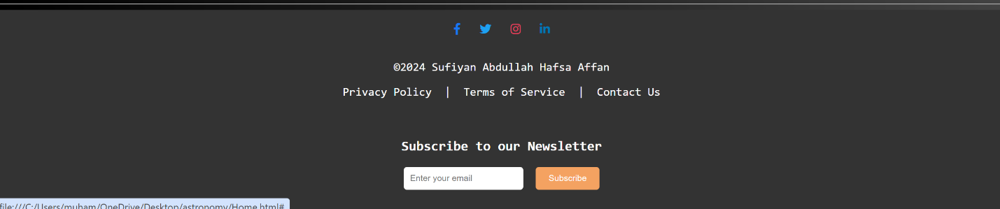 ©2024 Sufiyan Abdullah Hafsa Affan
Privacy Policy | Terms of Service | Contact Us
Subscribe to our Newsletter
Enter your email Subscribe
file:///C:/Users/muham/OneDrive/Desktop/astronomy/Home.html#